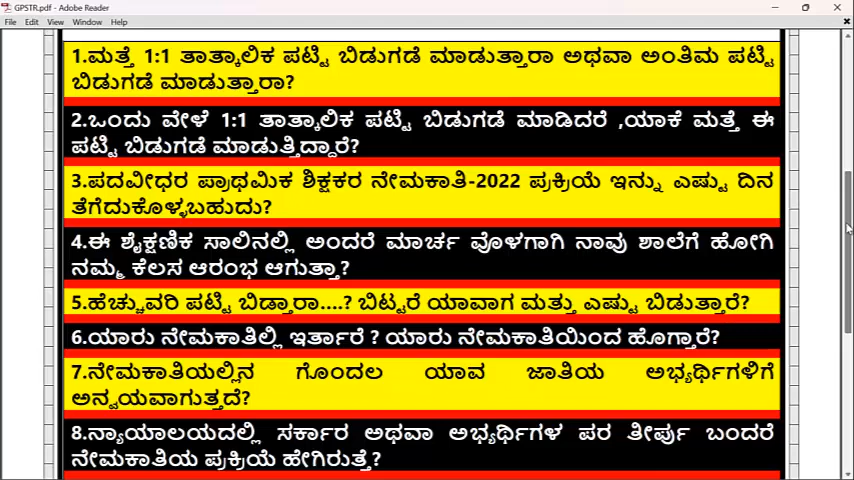 GPSTR.pdf - Adobe Reader
File Edit View Window Help
1.ಮತ್ತೆ 1:1 ತಾತ್ಕಾಲಿಕ ಪಟ್ಟಿ ಬಿಡುಗಡೆ ಮಾಡುತ್ತಾರಾ ಅಥವಾ ಅಂತಿಮ ಪಟ್ಟಿ
ಬಿಡುಗಡೆ ಮಾಡುತ್ತಾರಾ?
2.ಒಂದು ವೇಳೆ 1:1 ತಾತ್ಕಾಲಿಕ ಪಟ್ಟಿ ಬಿಡುಗಡೆ ಮಾಡಿದರೆ ,ಯಾಕೆ ಮತ್ತೆ ಈ
ಪಟ್ಟಿ ಬಿಡುಗಡೆ ಮಾಡುತ್ತಿದ್ದಾರೆ?
3.ಪದವೀಧರ ಪ್ರಾಥಮಿಕ ಶಿಕ್ಷಕರ ನೇಮಕಾತಿ-2022 ಪ್ರಕ್ರಿಯೆ ಇನ್ನು ಎಷ್ಟು ದಿನ
ತೆಗೆದುಕೊಳ್ಳಬಹುದು?
4.ಈ ಶೈಕ್ಷಣಿಕ ಸಾಲಿನಲ್ಲಿ ಅಂದರೆ ಮಾರ್ಚ ವೊಳಗಾಗಿ ನಾವು ಶಾಲೆಗೆ ಹೋಗಿ
ನಮ್ಮ ಕೆಲಸ ಆರಂಭ ಆಗುತ್ತಾ?
5.ಹೆಚ್ಚುವರಿ ಪಟ್ಟಿ ಬಿಡ್ತಾರಾ....? ಬಿಟ್ಟರೆ ಯಾವಾಗ ಮತ್ತು ಎಷ್ಟು ಬಿಡುತ್ತಾರೆ?
6.ಯಾರು ನೇಮಕಾತಿಲ್ಲಿ ಇರ್ತಾರೆ ? ಯಾರು ನೇಮಕಾತಿಯಿಂದ ಹೊಗ್ತಾರೆ?
7.ನೇಮಕಾತಿಯಲ್ಲಿನ ಗೊಂದಲ ಯಾವ ಜಾತಿಯ ಅಭ್ಯರ್ಥಿಗಳಿಗೆ
ಅನ್ವಯವಾಗುತ್ತದೆ?
8.ನ್ಯಾಯಾಲಯದಲ್ಲಿ ಸರ್ಕಾರ ಅಥವಾ ಅಭ್ಯರ್ಥಿಗಳ ಪರ ತೀರ್ಪು ಬಂದರೆ
ನೇಮಕಾತಿಯ ಪ್ರಕ್ರಿಯೆ ಹೇಗಿರುತ್ತೆ?